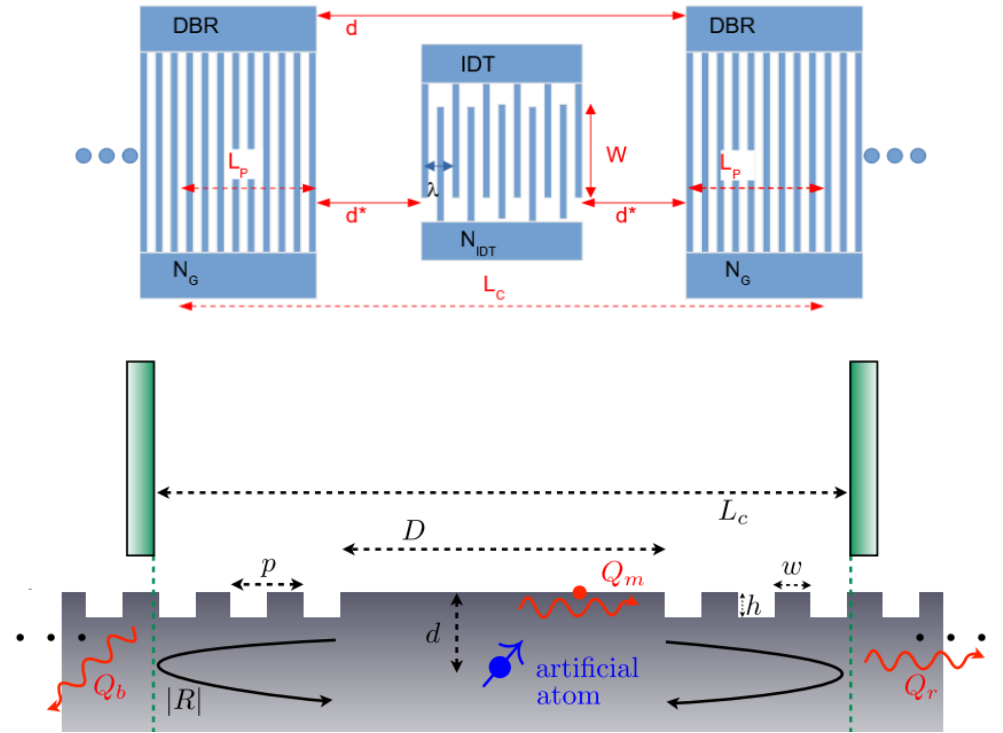 DBR
d
DBR
IDT
W
L_P
λ
L_P
d*
d*
N_IDT
N_G
N_G
L_C
L_c
D
p
Q_m
w
h
d
artificial
atom
Q_b
|R|
Q_r